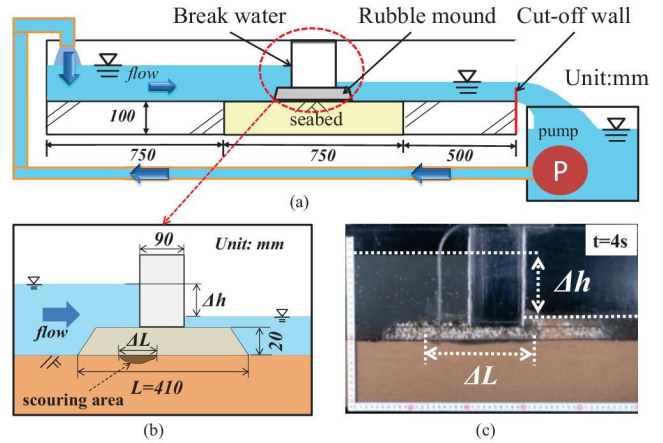 Break water
Rubble mound
Cut-off wall
flow
Unit:mm
100
seabed
pump
P
750
750
500
(a)
90
Unit: mm
t=4s
Δh
Δh
flow
ΔL
20
ΔL
L=410
scouring area
(b)
(c)